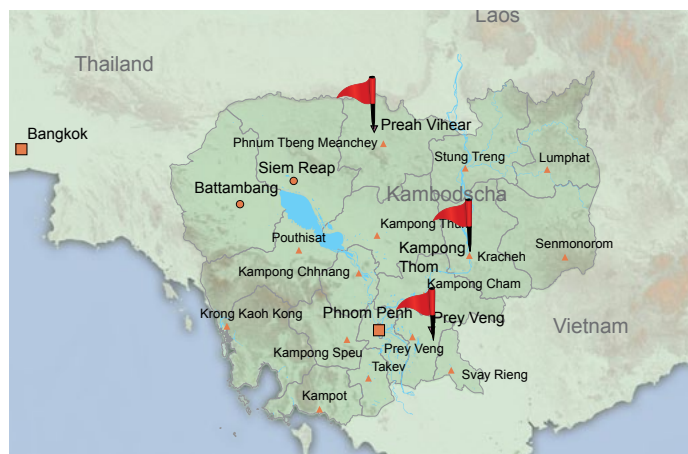 Laos
Thailand
Bangkok
Preah Vihear
Phnum Tbeng Meanchey
Stung Treng
Lumphat
Siem Reap
Battambang
Kambodscha
Kampong Thum
Pouthisat
Kampong
Thom
Kracheh
Senmonorom
Kampong Chhnang
Kampong Cham
Krong Kaoh Kong
Phnom Penh
Prey Veng
Vietnam
Prey Veng
Kampong Speu
Takev
Svay Rieng
Kampot